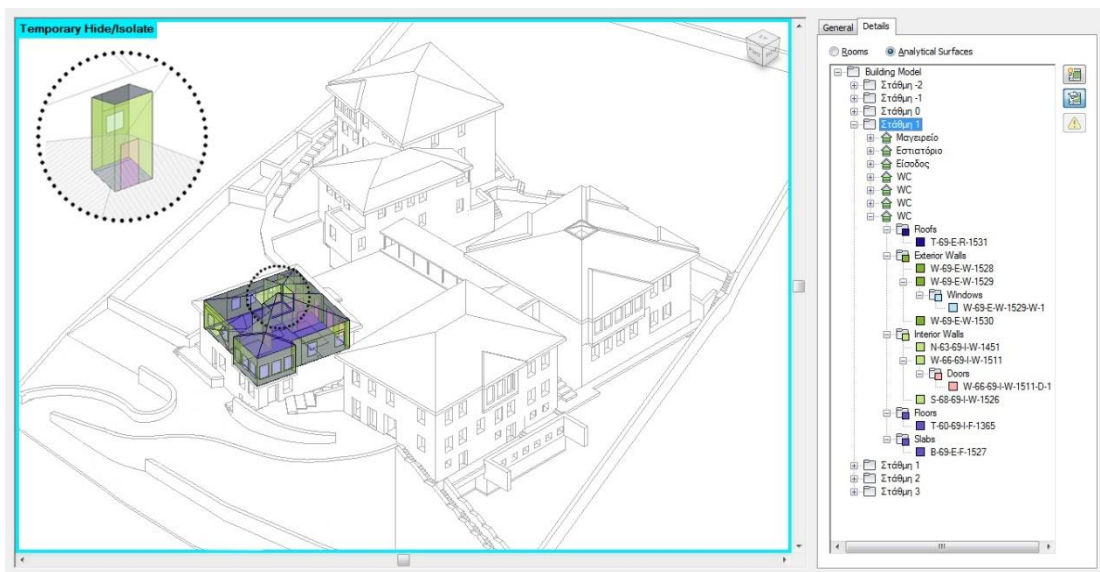 Temporary Hide/Isolate
General
Details
Rooms
Analytical Surfaces
Building Model
Στάθμη -2
Στάθμη -1
Στάθμη 0
Στάθμη 1
Μαγειρείο
Εστιατόριο
Είσοδος
WC
WC
WC
WC
Roofs
T-69-E-R-1531
Exterior Walls
W-69-E-W-1528
W-69-E-W-1529
Windows
W-69-E-W-1529-W-1
W-69-E-W-1530
Interior Walls
N-63-69-I-W-1451
W-66-69-I-W-1511
Doors
W-66-69-I-W-1511-D-1
S-68-69-I-W-1526
Floors
T-60-69-I-F-1365
Slabs
B-69-E-F-1527
Στάθμη 1
Στάθμη 2
Στάθμη 3